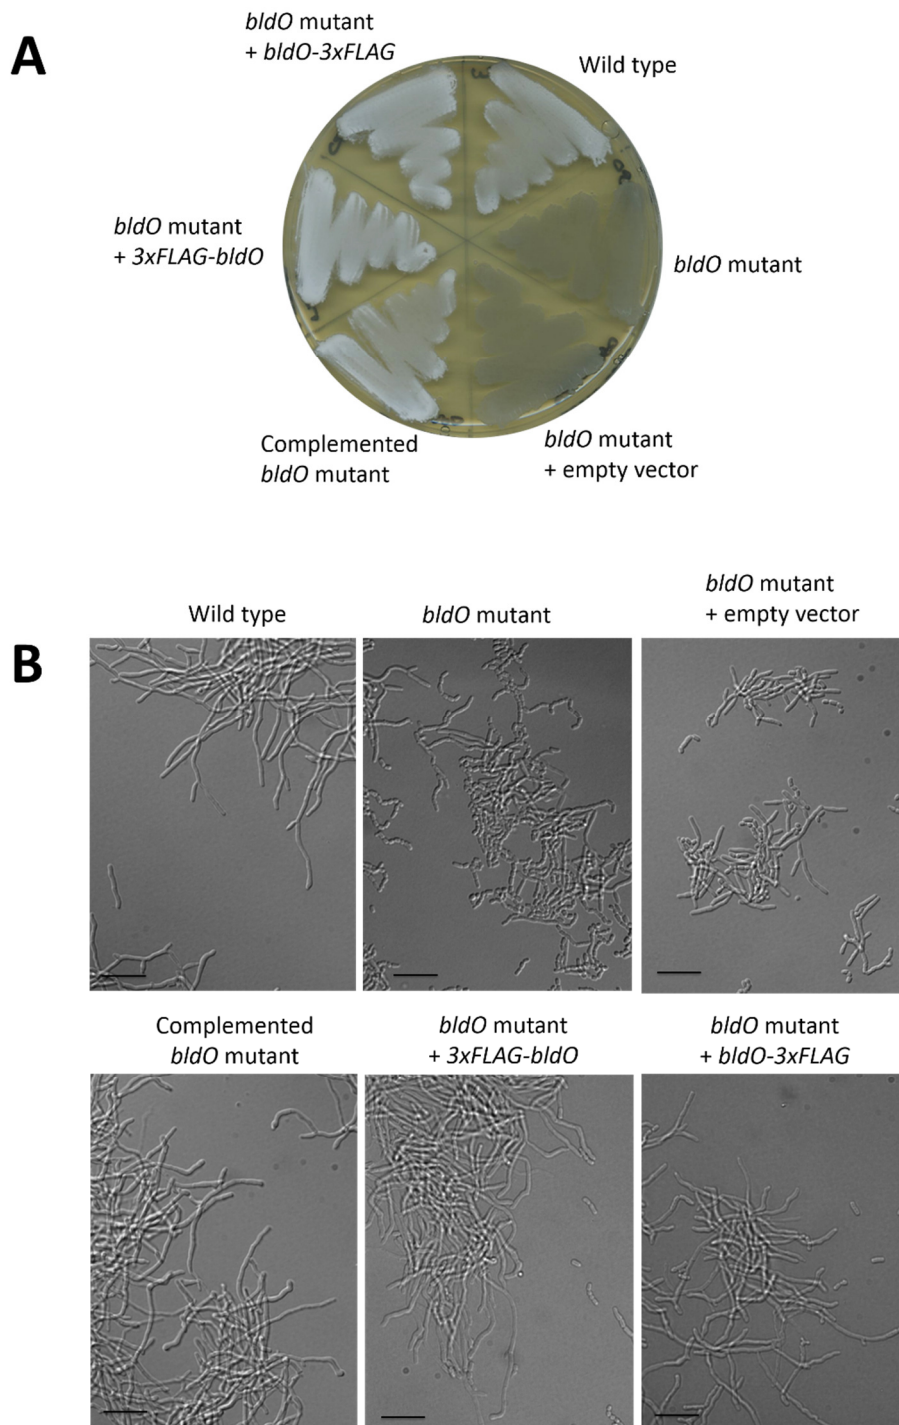 A
bldO mutant
+ bldO-3xFLAG
Wild type
bldO mutant
+ 3xFLAG-bldO
bldO mutant
Complemented
bldO mutant
bldO mutant
+ empty vector
B
Wild type
bldO mutant
bldO mutant
+ empty vector
Complemented
bldO mutant
bldO mutant
+ 3xFLAG-bldO
bldO mutant
+ bldO-3xFLAG